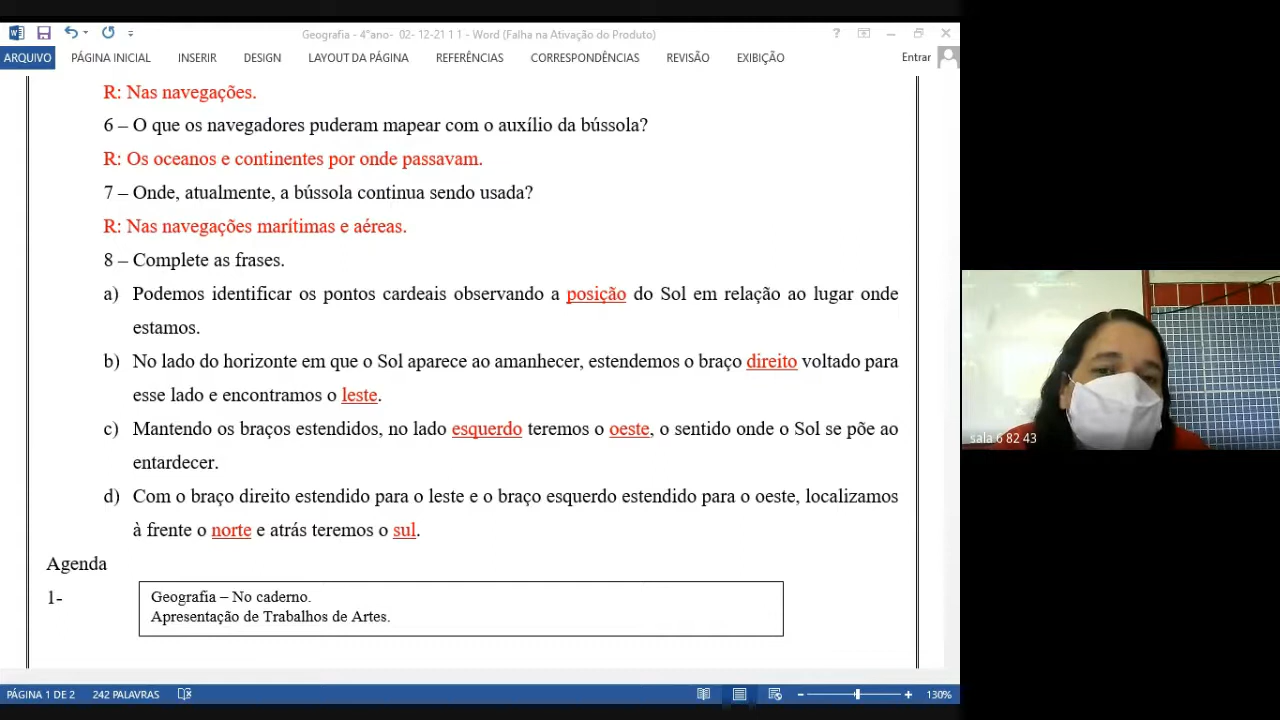 Geografia - 4°ano- 02- 12-21 1 1 - Word (Falha na Ativação do Produto)
ARQUIVO PÁGINA INICIAL INSERIR DESIGN LAYOUT DA PÁGINA REFERÊNCIAS CORRESPONDÊNCIAS REVISÃO EXIBIÇÃO Entrar
R: Nas navegações.
6 – O que os navegadores puderam mapear com o auxílio da bússola?
R: Os oceanos e continentes por onde passavam.
7 – Onde, atualmente, a bússola continua sendo usada?
R: Nas navegações marítimas e aéreas.
8 – Complete as frases.
a) Podemos identificar os pontos cardeais observando a posição do Sol em relação ao lugar onde
estamos.
b) No lado do horizonte em que o Sol aparece ao amanhecer, estendemos o braço direito voltado para
esse lado e encontramos o leste.
c) Mantendo os braços estendidos, no lado esquerdo teremos o oeste, o sentido onde o Sol se põe ao
entardecer.
d) Com o braço direito estendido para o leste e o braço esquerdo estendido para o oeste, localizamos
à frente o norte e atrás teremos o sul.
Agenda
1-
Geografia – No caderno.
Apresentação de Trabalhos de Artes.
PÁGINA 1 DE 2 242 PALAVRAS 130%
sala 6 82 43